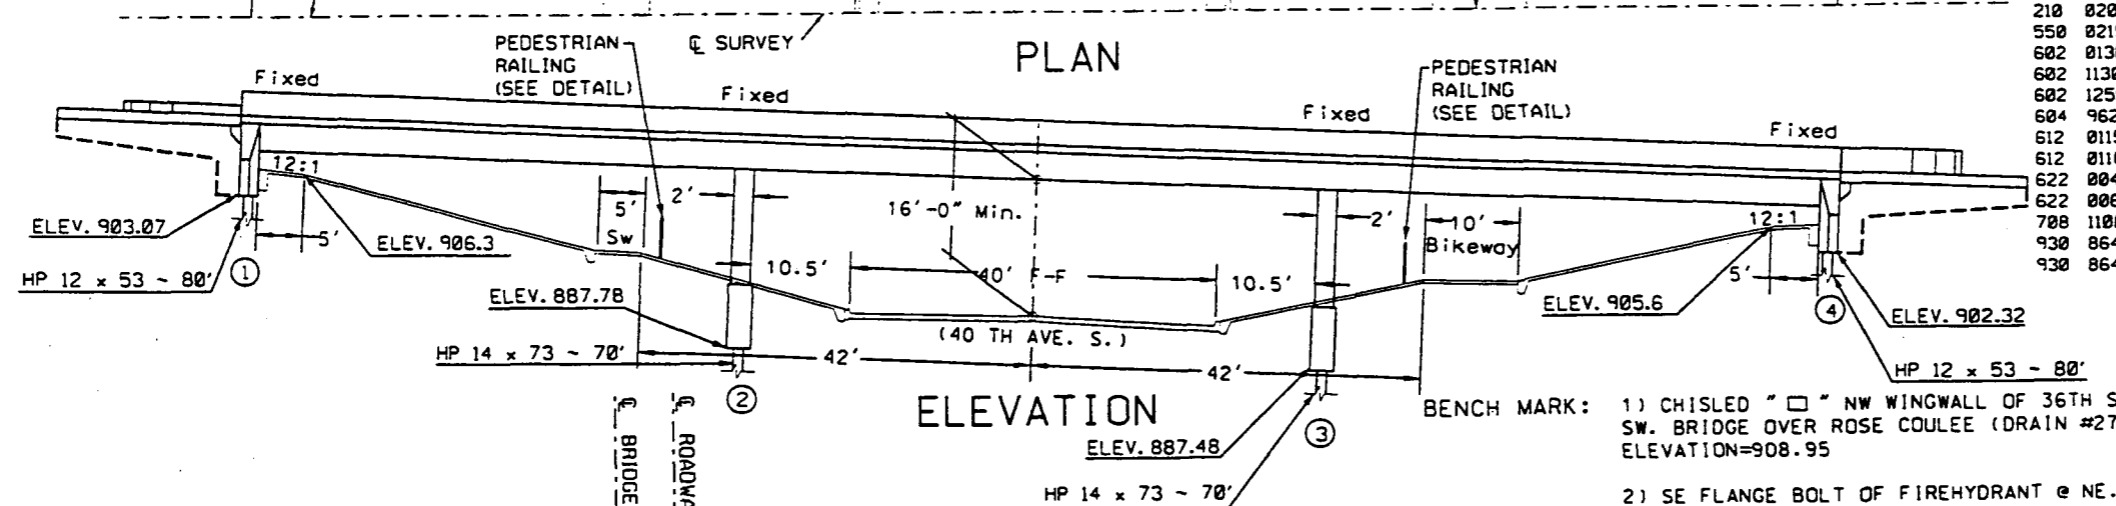 ℄ SURVEY
PLAN
PEDESTRIAN
RAILING
(SEE DETAIL)
PEDESTRIAN
RAILING
(SEE DETAIL)
Fixed
Fixed
Fixed
Fixed
12:1
5'
ELEV. 903.07
ELEV. 906.3
HP 12 x 53 ~ 80'
1
5'
Sw
2'
16'-0" Min.
2'
10'
Bikeway
12:1
5'
10.5'
40' F-F
10.5'
ELEV. 887.78
(40 TH AVE. S.)
ELEV. 905.6
4
ELEV. 902.32
HP 14 x 73 ~ 70'
42'
42'
HP 12 x 53 ~ 80'
2
3
ELEVATION
ELEV. 887.48
HP 14 x 73 ~ 70'
℄ BRIDGE
℄ ROADWA
BENCH MARK: 1) CHISLED "□" NW WINGWALL OF 36TH S
SW. BRIDGE OVER ROSE COULEE (DRAIN #27
ELEVATION=908.95
2) SE FLANGE BOLT OF FIREHYDRANT @ NE.
210 020
550 021
602 013
602 113
602 125
604 962
612 011
612 011
622 004
622 006
708 110
930 864
930 864